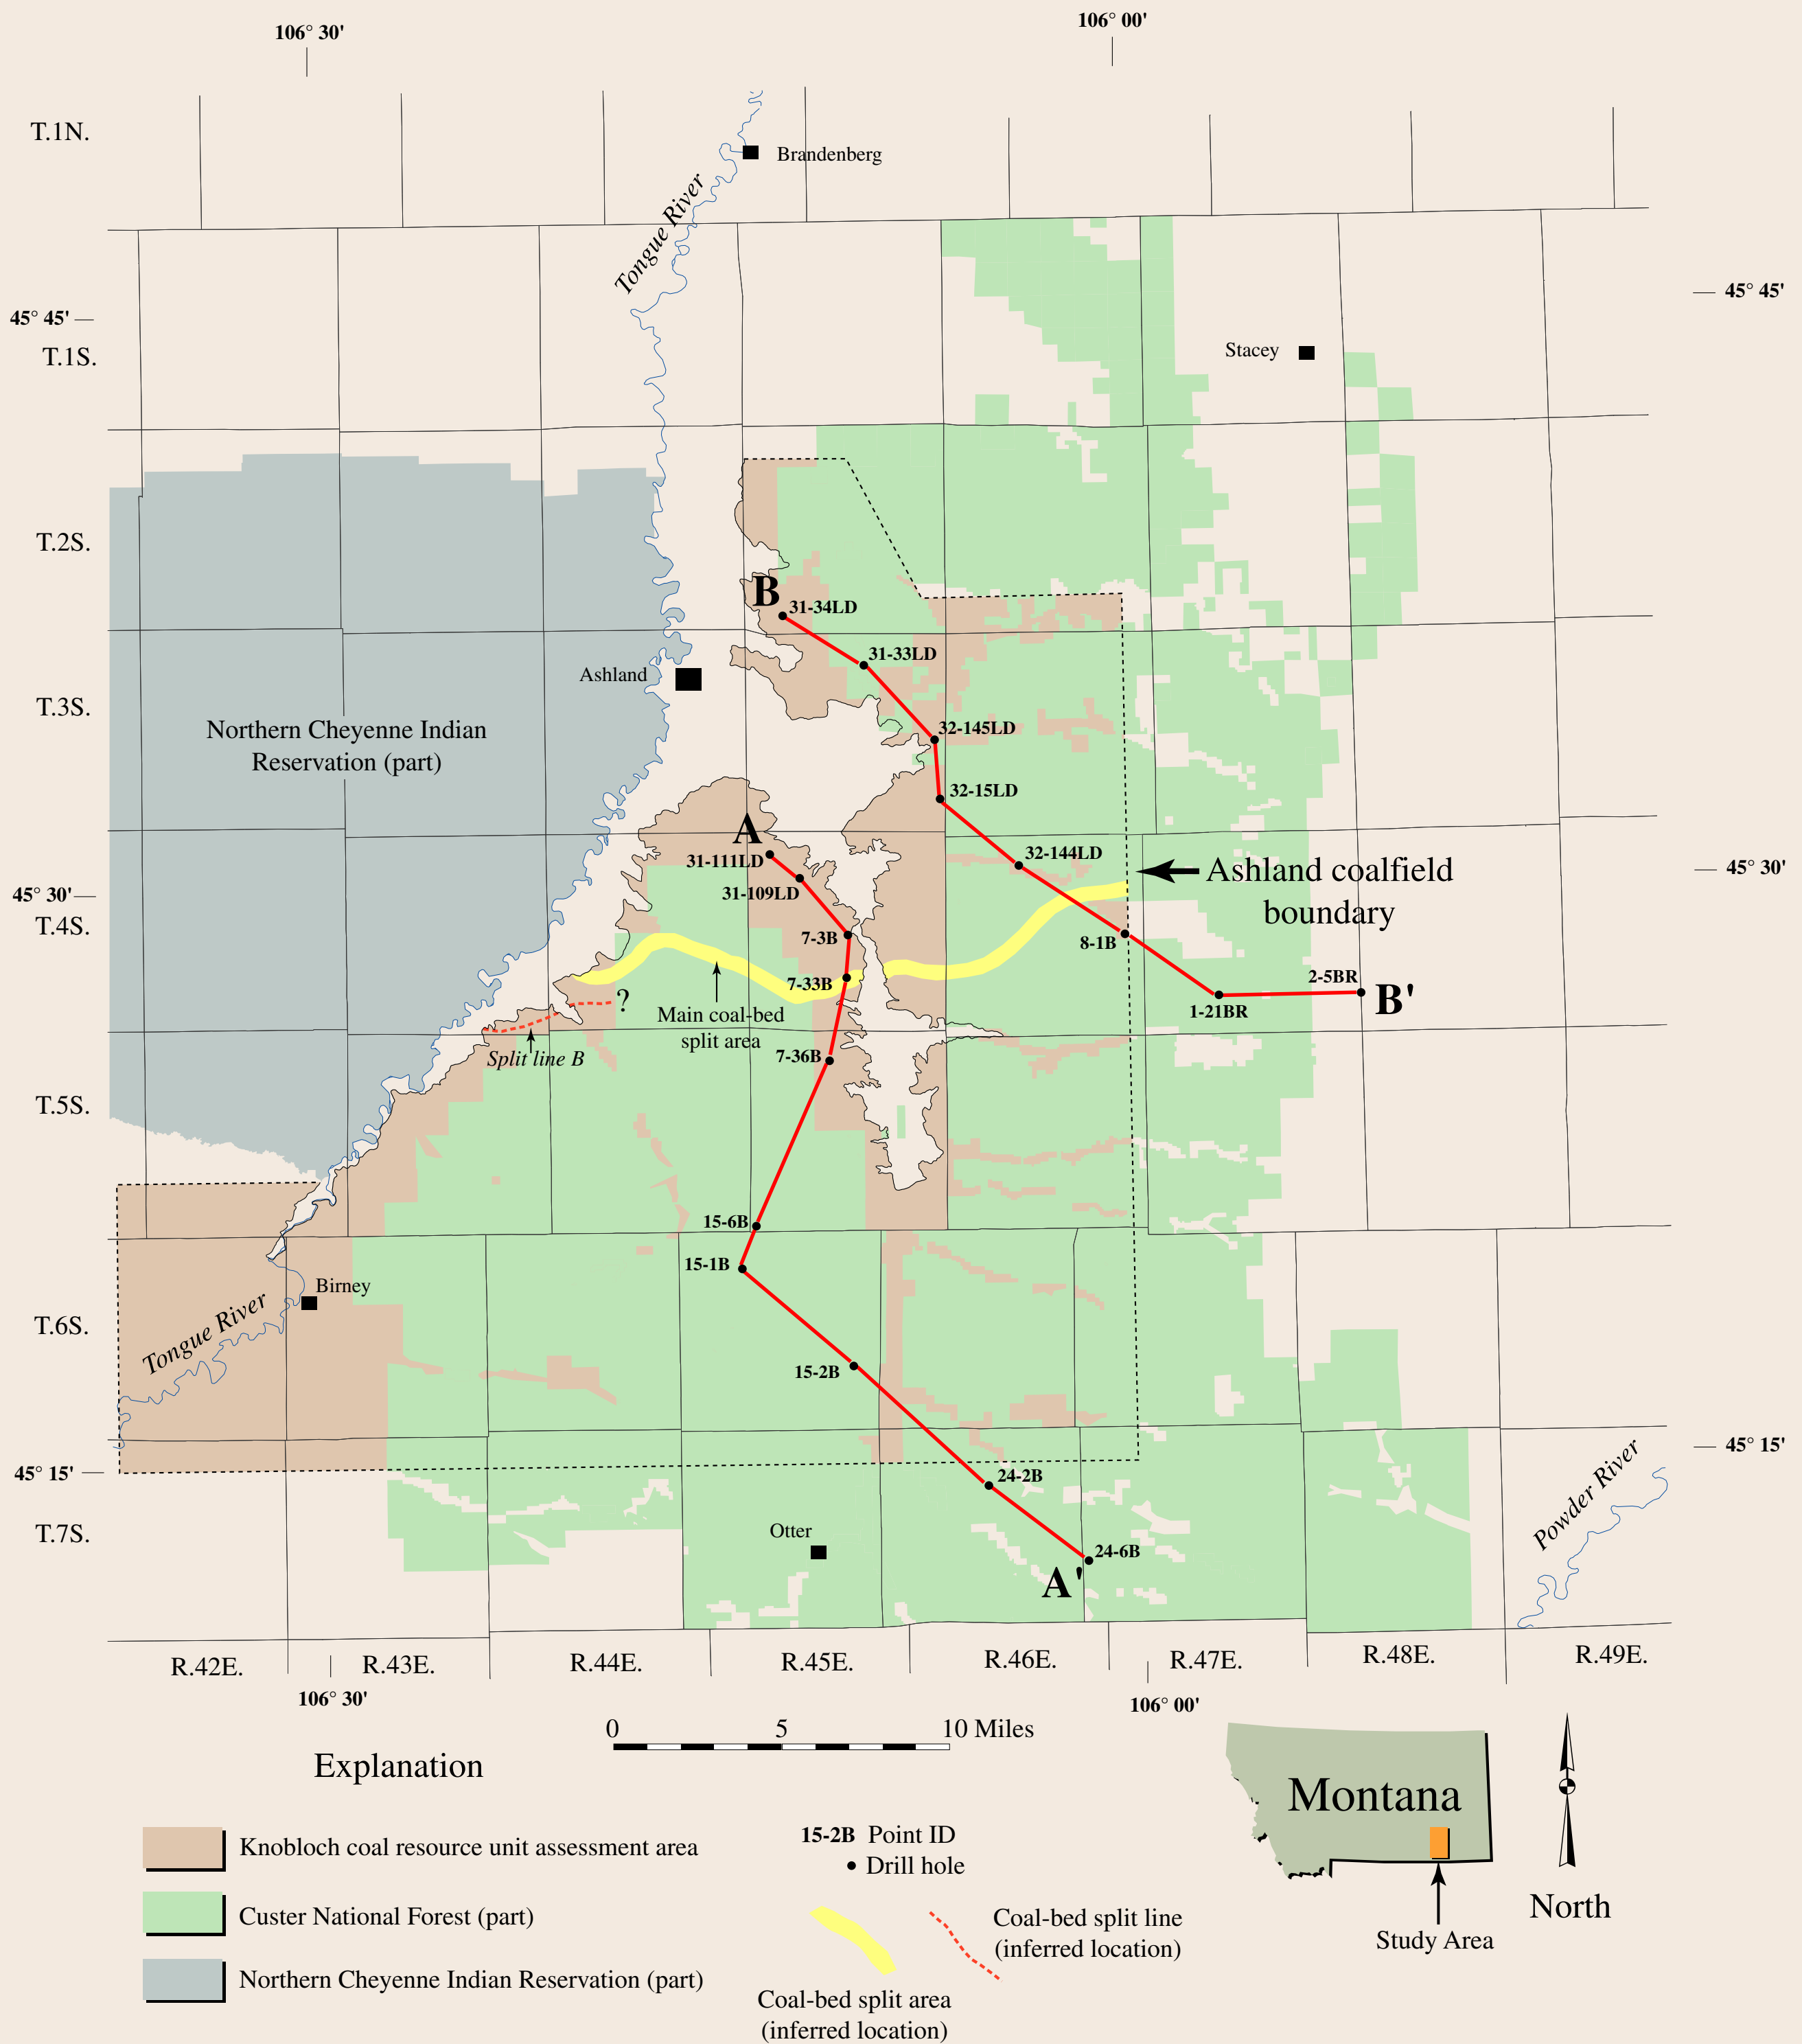 106° 30'
106° 00'
T.1N.
Brandenberg
Tongue River
45° 45'
45° 45'
T.1S.
Stacey
T.2S.
B
31-34LD
31-33LD
Ashland
T.3S.
Northern Cheyenne Indian
Reservation (part)
32-145LD
32-15LD
A
31-111LD
32-144LD
31-109LD
Ashland coalfield
boundary
45° 30'
45° 30'
T.4S.
7-3B
8-1B
7-33B
2-5BR
B'
1-21BR
?
Main coal-bed
split area
Split line B
7-36B
T.5S.
15-6B
15-1B
Birney
Tongue River
T.6S.
15-2B
45° 15'
45° 15'
24-2B
Powder River
T.7S.
Otter
24-6B
A'
R.42E.
R.43E.
R.44E.
R.45E.
R.46E.
R.47E.
R.48E.
R.49E.
106° 30'
106° 00'
0 5 10 Miles
Explanation
Knobloch coal resource unit assessment area
Custer National Forest (part)
Northern Cheyenne Indian Reservation (part)
15-2B Point ID
Drill hole
Coal-bed split line
(inferred location)
Coal-bed split area
(inferred location)
Montana
Study Area
North